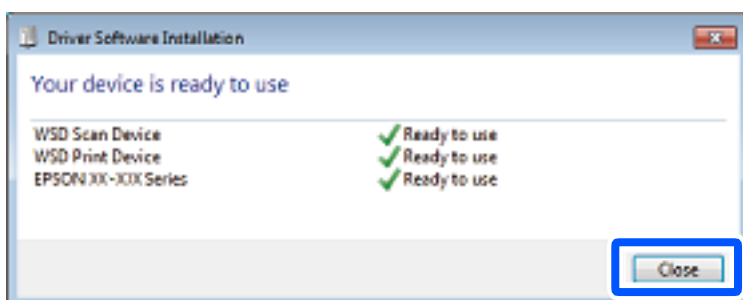 Driver Software Installation
Your device is ready to use
WSD Scan Device Ready to use
WSD Print Device Ready to use
EPSON XX-XXX Series Ready to use
Close